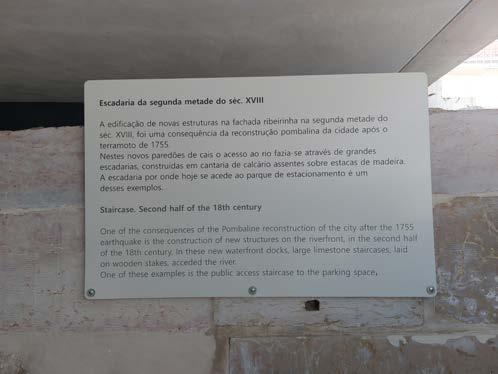 Escadaria da segunda metade do séc. XVIII
A edificação de novas estruturas na fachada ribeirinha na segunda metade do
séc. XVIII, foi uma consequência da reconstrução pombalina da cidade após o
terramoto de 1755.
Nestes novos paredões de cais o acesso ao rio fazia-se através de grandes
escadarias, construídas em cantaria de calcário assentes sobre estacas de madeira.
A escadaria por onde hoje se acede ao parque de estacionamento é um
desses exemplos.
Staircase. Second half of the 18th century
One of the consequences of the Pombaline reconstruction of the city after the 1755
earthquake is the construction of new structures on the riverfront, in the second half
of the 18th century. In these new waterfront docks, large limestone staircases, laid
on wooden stakes, acceded the river.
One of these examples is the public access staircase to the parking space.